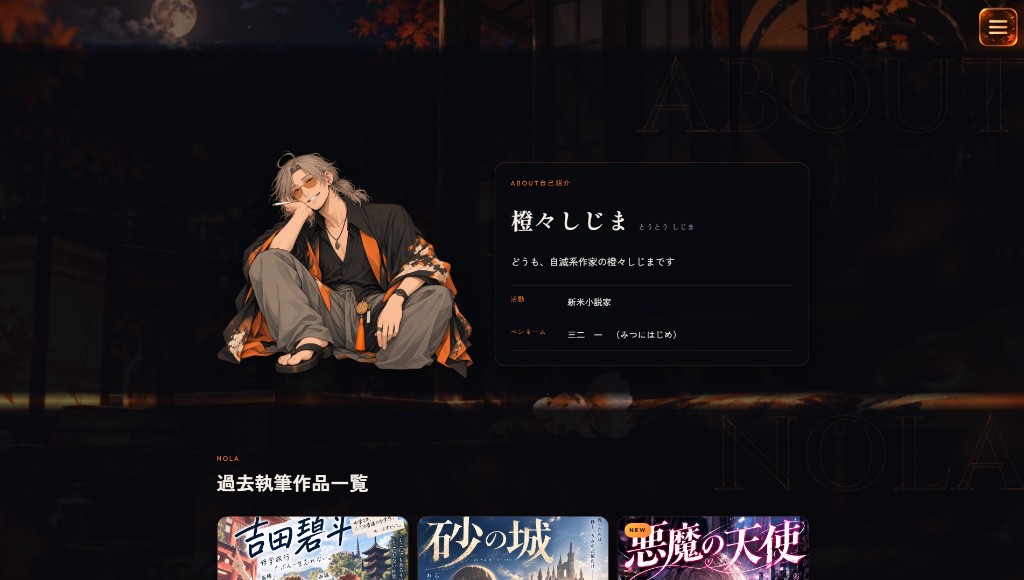 ABOUT
ABOUT自己紹介
橙々しじま とうとう しじま
どうも、自滅系作家の橙々しじまです
活動 新米小説家
ペンネーム 三二 一 (みつにはじめ)
NOLA
NOLA
過去執筆作品一覧
吉田碧斗
修学旅行
砂の城
NEW
悪魔の天使